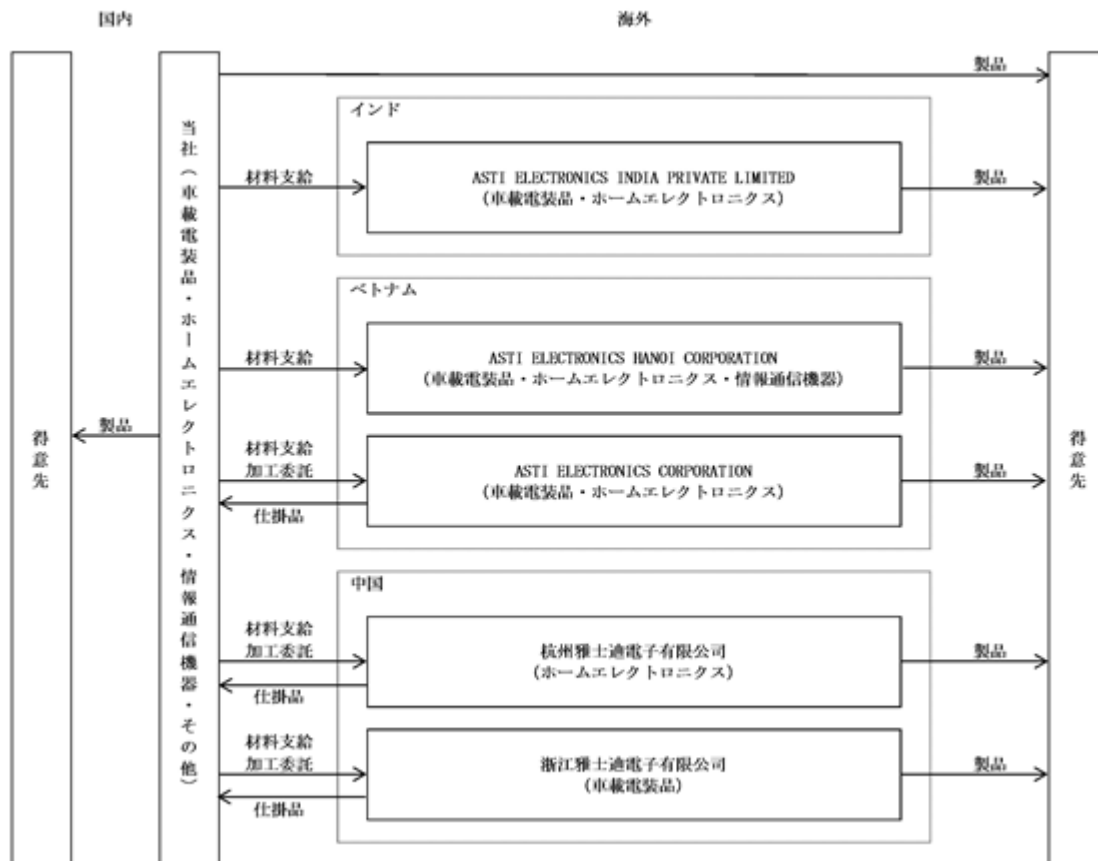 国内
海外
得意先
製品
当社(車載電装品・ホームエレクトロニクス・情報通信機器・その他)
製品
インド
材料支給
ASTI ELECTRONICS INDIA PRIVATE LIMITED
(車載電装品・ホームエレクトロニクス)
製品
ベトナム
材料支給
ASTI ELECTRONICS HANOI CORPORATION
(車載電装品・ホームエレクトロニクス・情報通信機器)
製品
材料支給
加工委託
仕掛品
ASTI ELECTRONICS CORPORATION
(車載電装品・ホームエレクトロニクス)
製品
中国
材料支給
加工委託
仕掛品
杭州雅士迪電子有限公司
(ホームエレクトロニクス)
製品
材料支給
加工委託
仕掛品
浙江雅士迪電子有限公司
(車載電装品)
製品
得意先